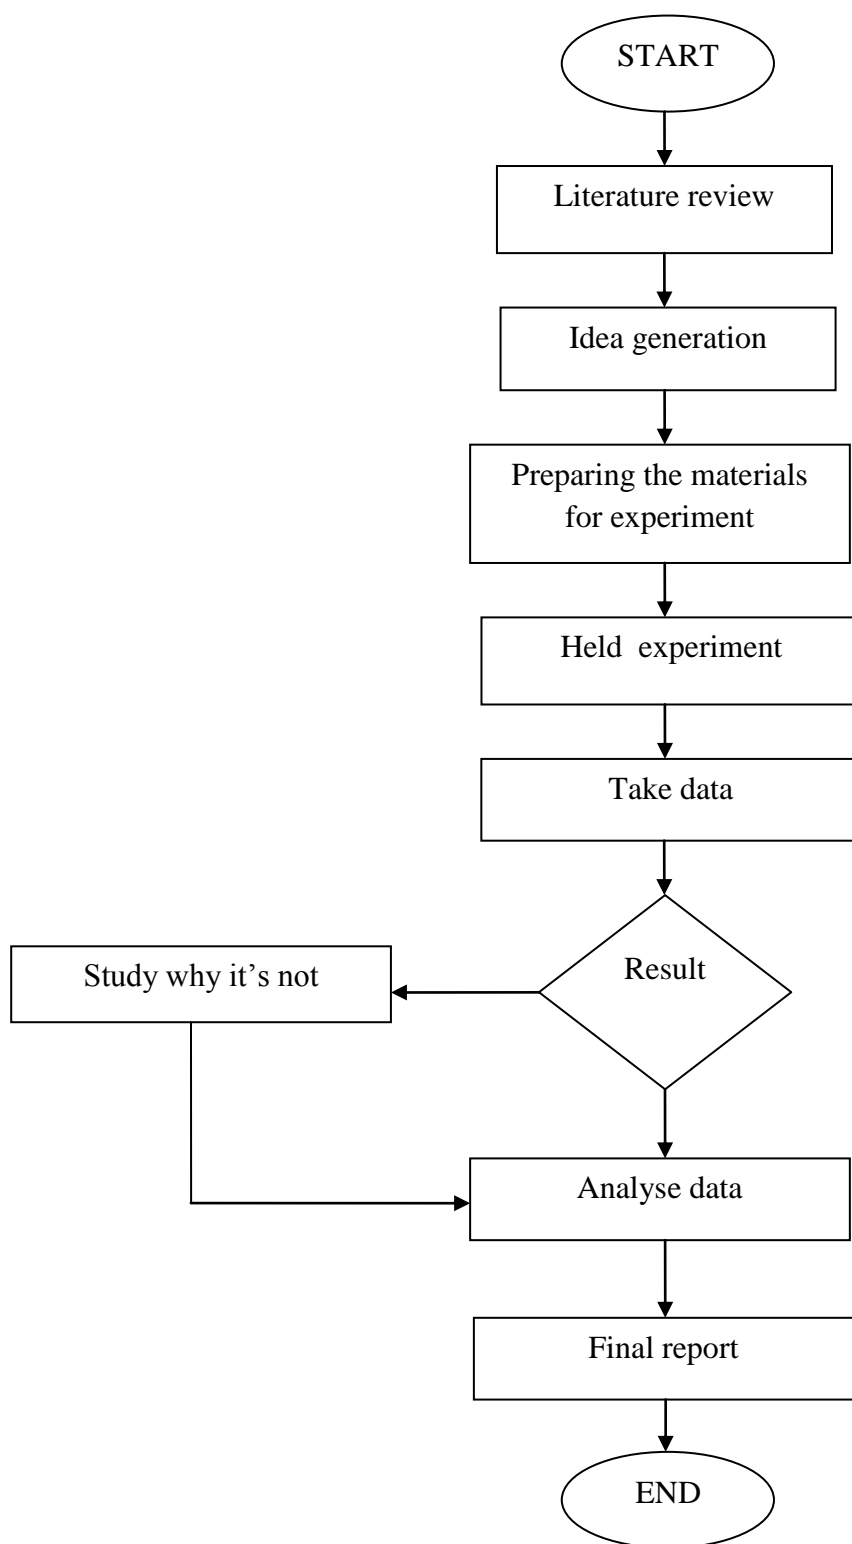 START
Literature review
Idea generation
Preparing the materials
for experiment
Held  experiment
Take data
Result
Study why it’s not
Analyse data
Final report
END